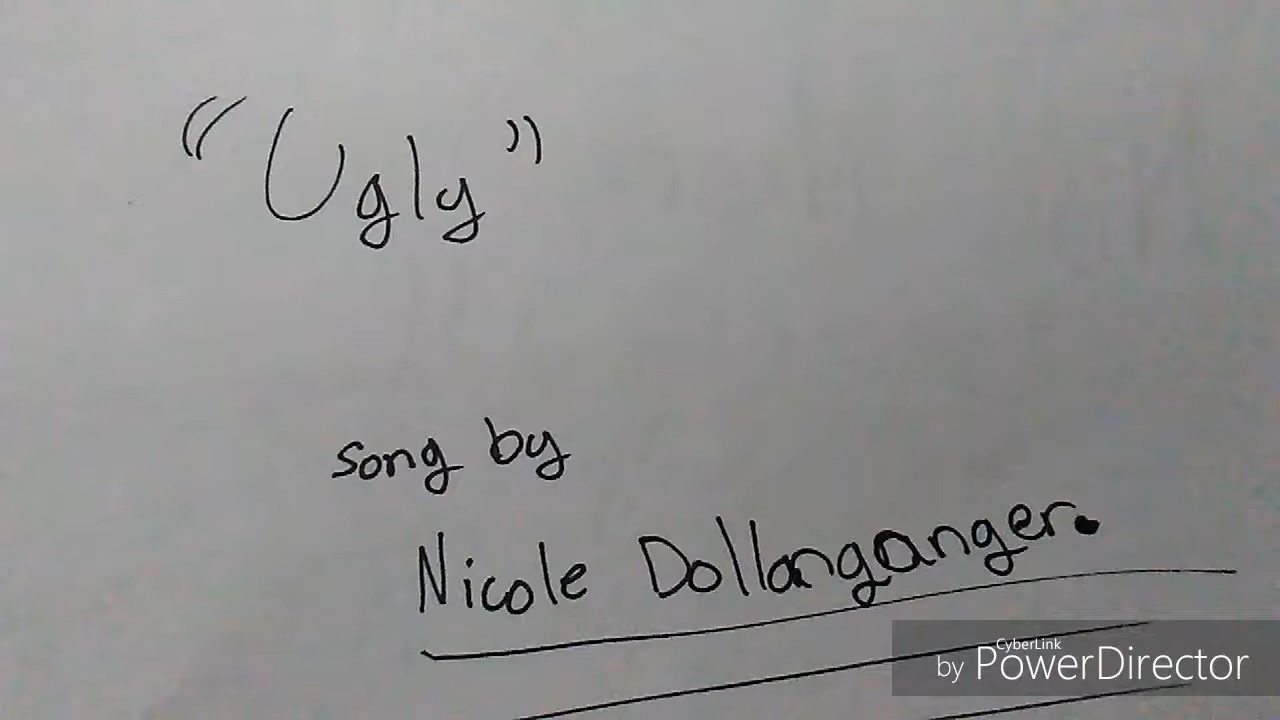 "Ugly"
song by
Nicole Dollanganger.
CyberLink
by PowerDirector